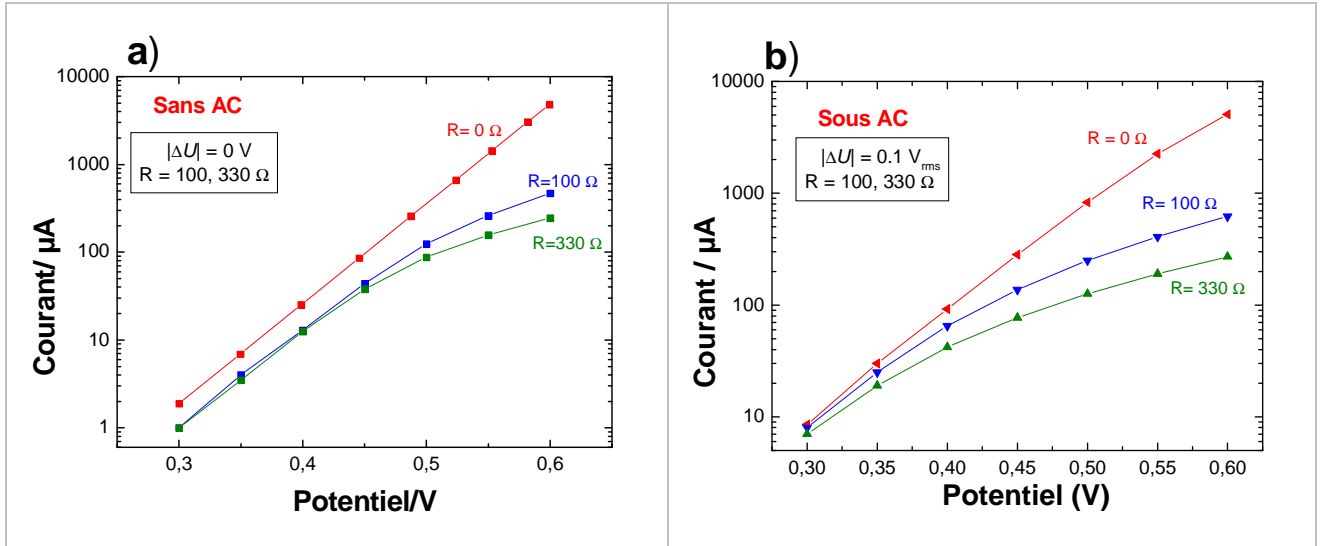 a)
Sans AC
|ΔU| = 0 V
R = 100, 330 Ω
R= 0 Ω
R=100 Ω
R=330 Ω
10000
1000
100
10
1
Courant/ µA
0,3
0,4
0,5
0,6
Potentiel/V
b)
Sous AC
|ΔU| = 0.1 Vrms
R = 100, 330 Ω
R= 0 Ω
R= 100 Ω
R= 330 Ω
10000
1000
100
10
Courant / µA
0,30
0,35
0,40
0,45
0,50
0,55
0,60
Potentiel (V)